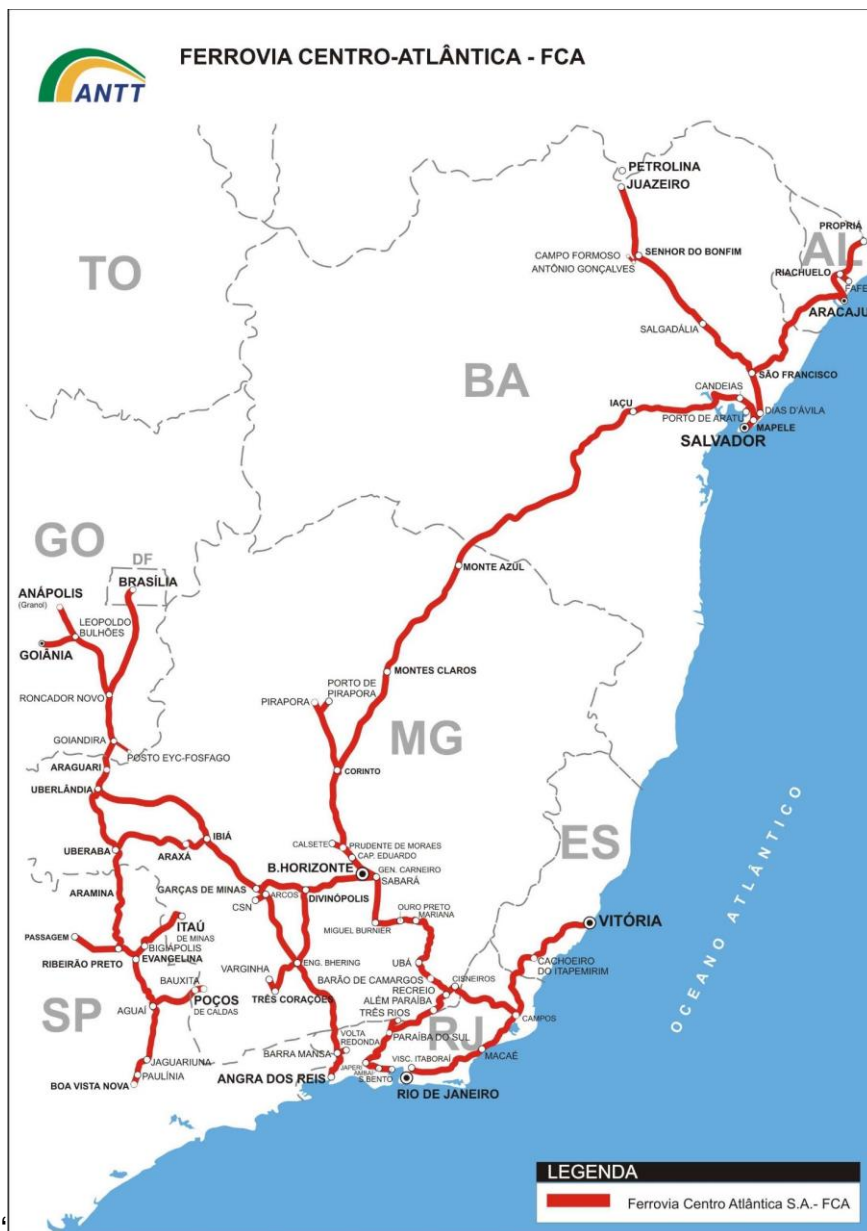 FERROVIA CENTRO-ATLÂNTICA - FCA
ANTT
PETROLINA
JUAZEIRO
PROPRIÁ
CAMPO FORMOSO
SENHOR DO BONFIM
ANTÔNIO GONÇALVES
AL
TO
RIACHUELO
FAFE
ARACAJU
SALGADÁLIA
BA
SÃO FRANCISCO
CANDEIAS
IAÇU
DIAS D'ÁVILA
PORTO DE ARATU
MAPELE
SALVADOR
GO
DF
MONTE AZUL
BRASÍLIA
ANÁPOLIS
(Granol)
LEOPOLDO
BULHÕES
GOIÂNIA
MONTES CLAROS
PORTO DE
PIRAPORA
RONCADOR NOVO
PIRAPORA
MG
GOIANDIRA
POSTO EYC-FOSFAGO
ARAGUARI
CORINTO
UBERLÂNDIA
ES
IBIÁ
CALSETE
PRUDENTE DE MORAES
UBERABA
ARAXÁ
CAP. EDUARDO
B.HORIZONTE
GEN. CARNEIRO
SABARÁ
ARAMINA
GARÇAS DE MINAS
ARCOS
DIVINÓPOLIS
CSN
OURO PRETO
MARIANA
ITAÚ
DE MINAS
VITÓRIA
PASSAGEM
MIGUEL BURNIER
BIGIÁPOLIS
EVANGELINA
RIBEIRÃO PRETO
ENG. BHERING
UBÁ
CACHOEIRO
DO ITAPEMIRIM
VARGINHA
BAUXITA
BARÃO DE CAMARGOS
CISNEIROS
RECREIO
TRÊS CORAÇÕES
POÇOS
DE CALDAS
ALÉM PARAÍBA
SP
AGUAÍ
TRÊS RIOS
CAMPOS
RJ
VOLTA
REDONDA
PARAÍBA DO SUL
BARRA MANSA
MACAÉ
JAGUARIUNA
VISC. ITABORAÍ
JAPERI
AMBAÍ
S.BENTO
PAULÍNIA
BOA VISTA NOVA
ANGRA DOS REIS
RIO DE JANEIRO
OCEANO ATLÂNTICO
LEGENDA
Ferrovia Centro Atlântica S.A.- FCA